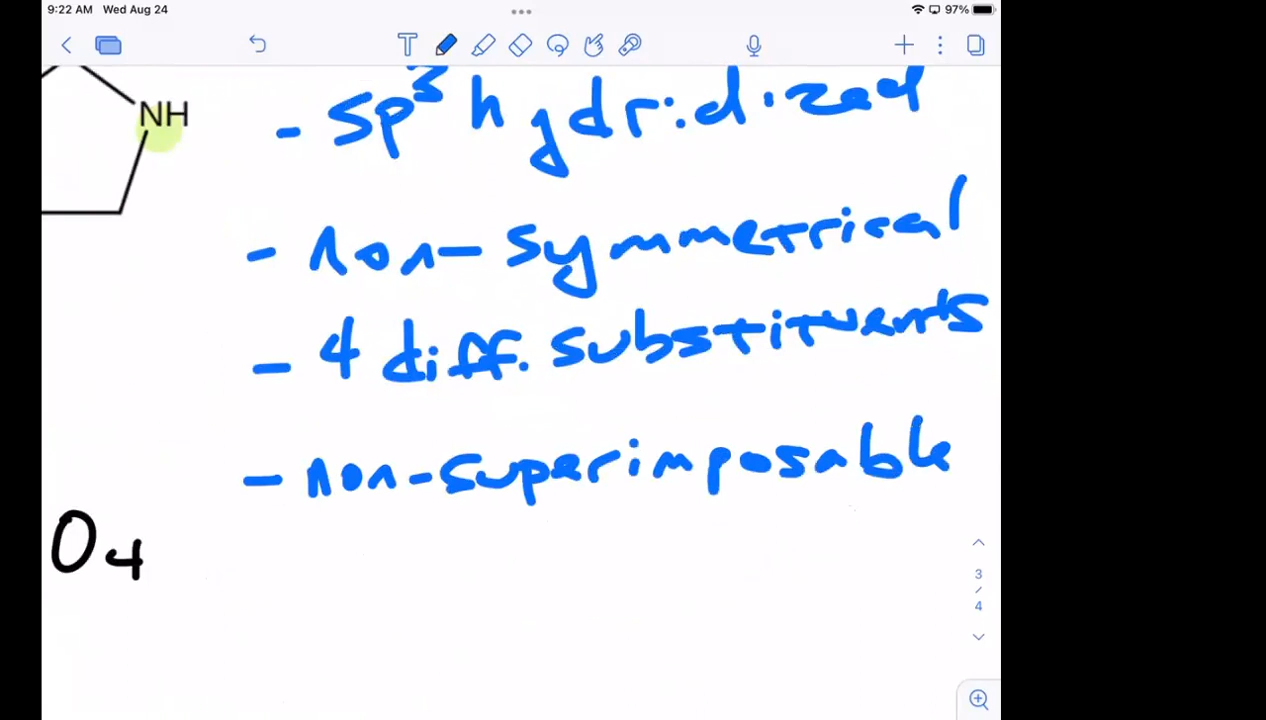 9:22 AM Wed Aug 24
97%
T
NH
- sp³ hydridized
- non-symmetrical
- 4 diff. substituents
- non-superimposable
O₄
3
/
4